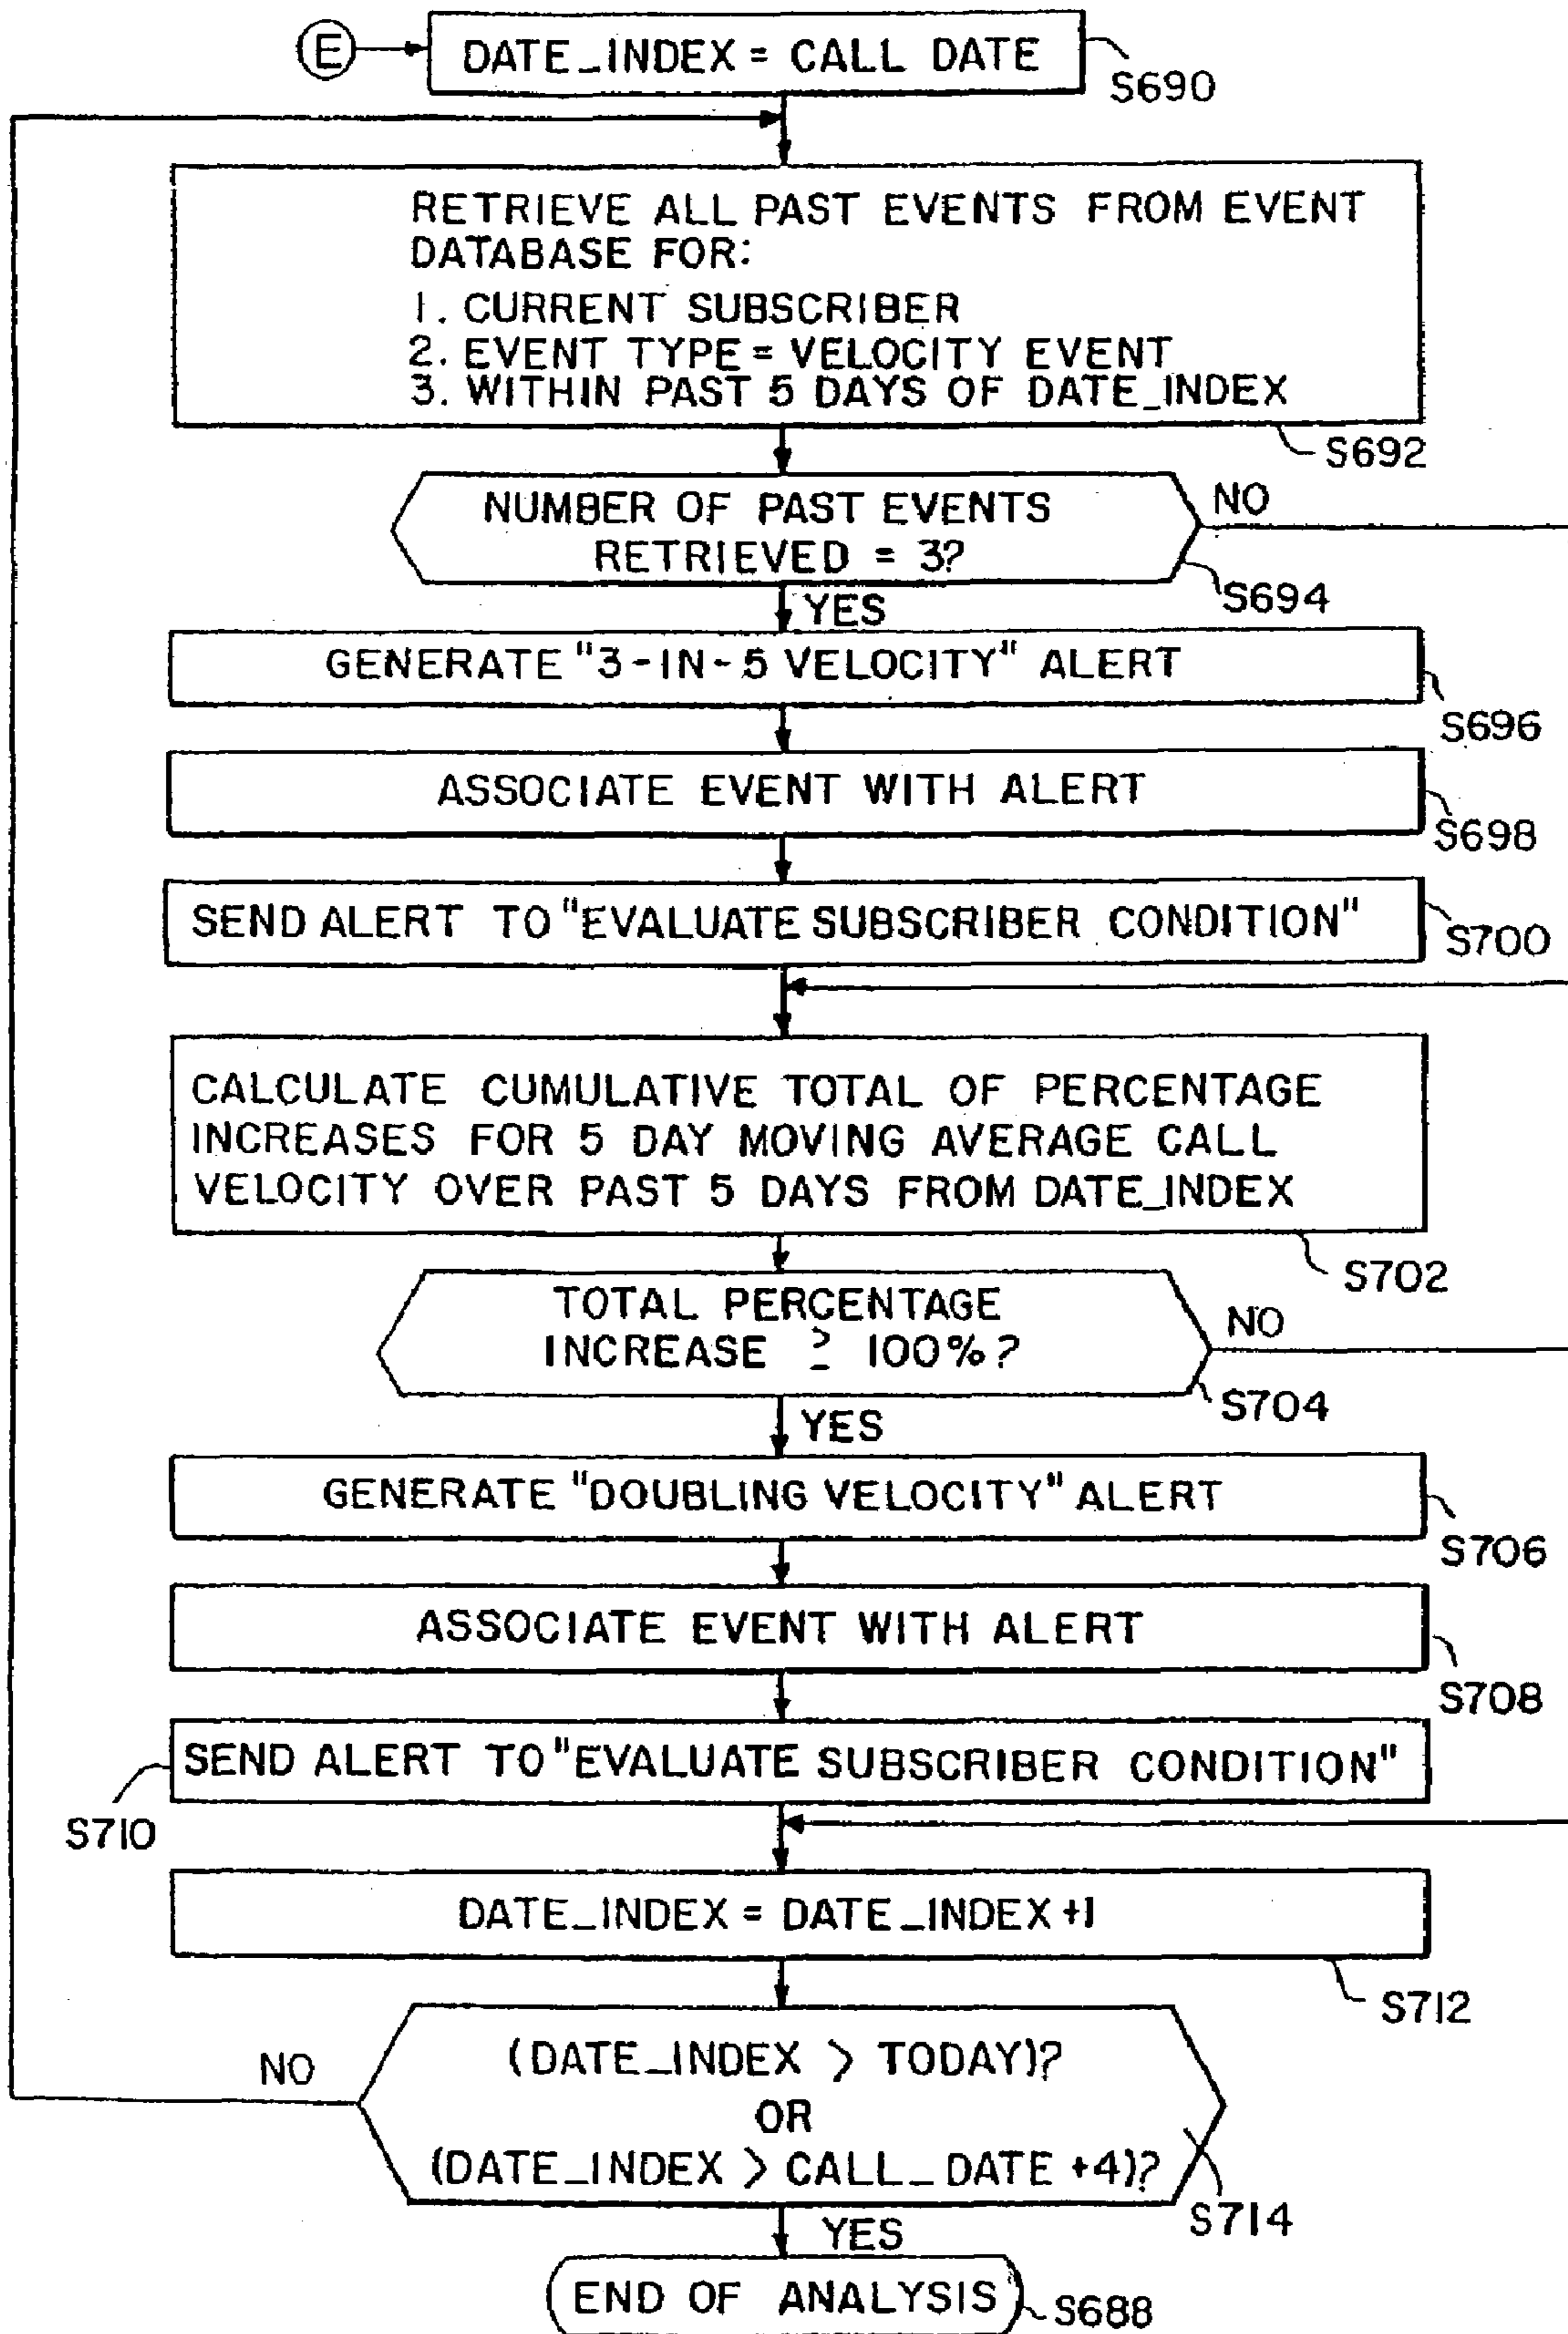 E
DATE_INDEX = CALL DATE
S690
RETRIEVE ALL PAST EVENTS FROM EVENT
DATABASE FOR:
1. CURRENT SUBSCRIBER
2. EVENT TYPE = VELOCITY EVENT
3. WITHIN PAST 5 DAYS OF DATE_INDEX
S692
NUMBER OF PAST EVENTS
RETRIEVED = 3?
NO
S694
YES
GENERATE "3-IN-5 VELOCITY" ALERT
S696
ASSOCIATE EVENT WITH ALERT
S698
SEND ALERT TO "EVALUATE SUBSCRIBER CONDITION"
S700
CALCULATE CUMULATIVE TOTAL OF PERCENTAGE
INCREASES FOR 5 DAY MOVING AVERAGE CALL
VELOCITY OVER PAST 5 DAYS FROM DATE_INDEX
S702
TOTAL PERCENTAGE
INCREASE ≥ 100%?
NO
S704
YES
GENERATE "DOUBLING VELOCITY" ALERT
S706
ASSOCIATE EVENT WITH ALERT
S708
SEND ALERT TO "EVALUATE SUBSCRIBER CONDITION"
S710
DATE_INDEX = DATE_INDEX +1
S712
(DATE_INDEX > TODAY)?
OR
(DATE_INDEX > CALL_DATE +4)?
NO
S714
YES
END OF ANALYSIS
S688